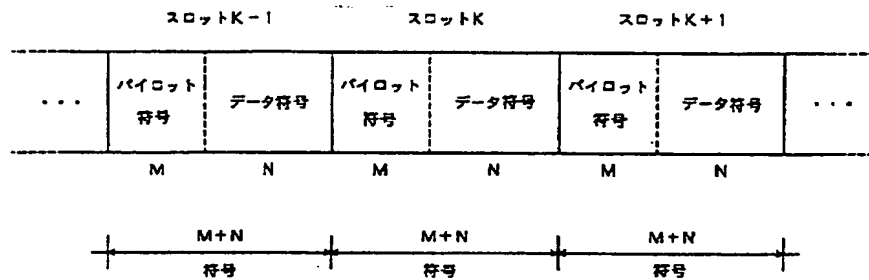 スロットK-1 スロットK スロットK+1
・・・ パイロット符号 データ符号 パイロット符号 データ符号 パイロット符号 データ符号 ・・・
M N M N M N
M+N M+N M+N
符号 符号 符号